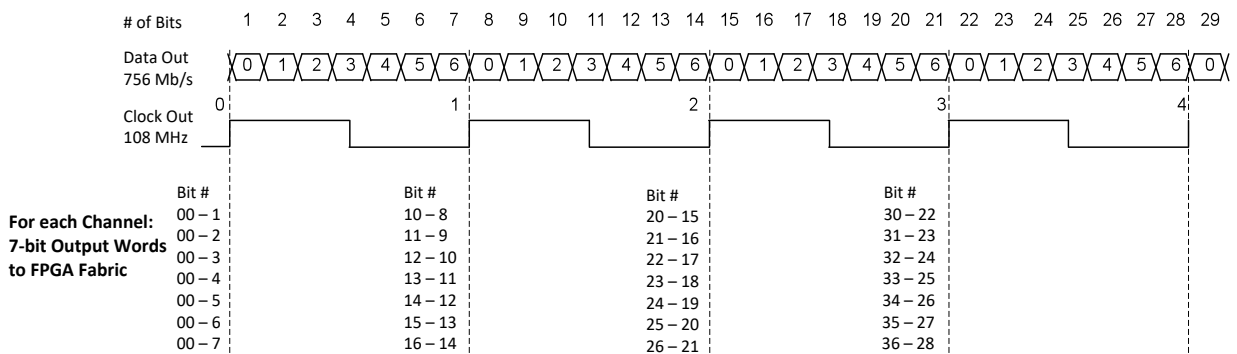 # of Bits 1 2 3 4 5 6 7 8 9 10 11 12 13 14 15 16 17 18 19 20 21 22 23 24 25 26 27 28 29
Data Out
756 Mb/s
0 1 2 3 4 5 6 0 1 2 3 4 5 6 0 1 2 3 4 5 6 0 1 2 3 4 5 6 0
0 1 2 3 4
Clock Out
108 MHz
For each Channel:
7-bit Output Words
to FPGA Fabric
Bit #
00 – 1
00 – 2
00 – 3
00 – 4
00 – 5
00 – 6
00 – 7
Bit #
10 – 8
11 – 9
12 – 10
13 – 11
14 – 12
15 – 13
16 – 14
Bit #
20 – 15
21 – 16
22 – 17
23 – 18
24 – 19
25 – 20
26 – 21
Bit #
30 – 22
31 – 23
32 – 24
33 – 25
34 – 26
35 – 27
36 – 28